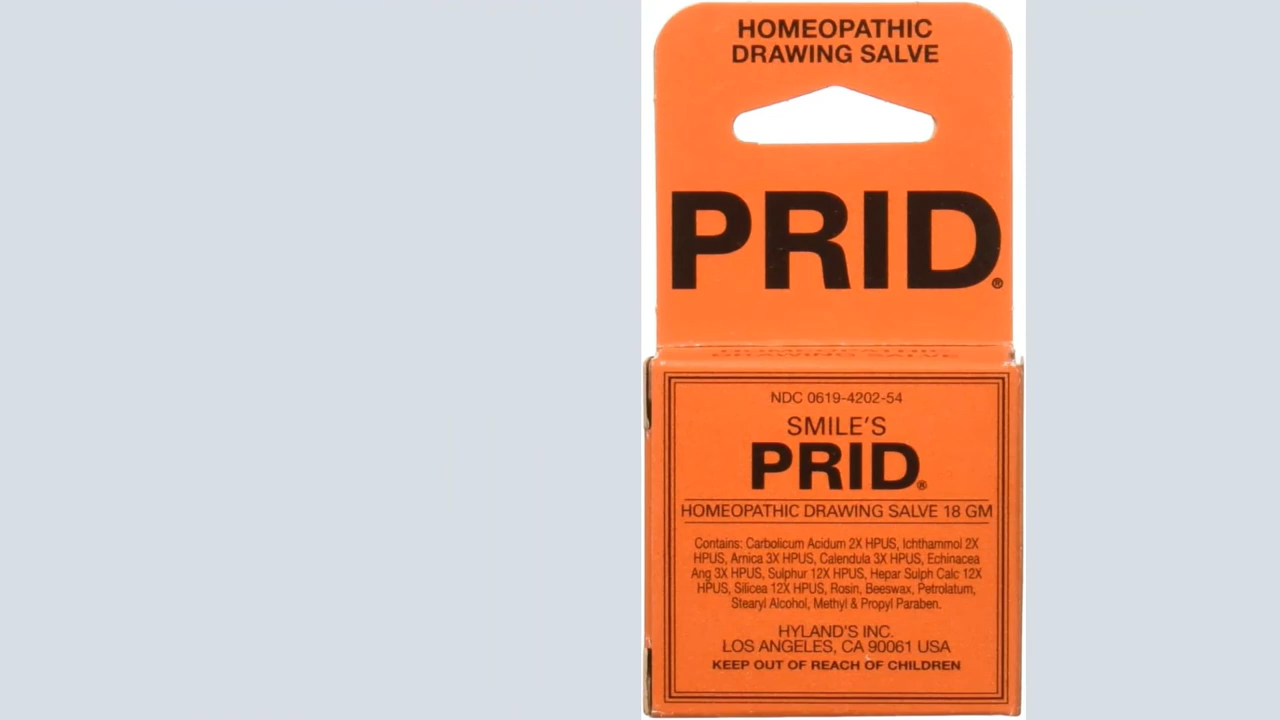 HOMEOPATHIC
DRAWING SALVE
PRID®
HOMEOPATHIC
DRAWING SALVE
NDC 0619-4202-54
SMILE'S
PRID®
HOMEOPATHIC DRAWING SALVE 18 GM
Contains: Carbolicum Acidum 2X HPUS, Ichthammol 2X
HPUS, Arnica 3X HPUS, Calendula 3X HPUS, Echinacea
Ang 3X HPUS, Sulphur 12X HPUS, Hepar Sulph Calc 12X
HPUS, Silicea 12X HPUS, Rosin, Beeswax, Petrolatum,
Stearyl Alcohol, Methyl & Propyl Paraben.
HYLAND'S INC.
LOS ANGELES, CA 90061 USA
KEEP OUT OF REACH OF CHILDREN